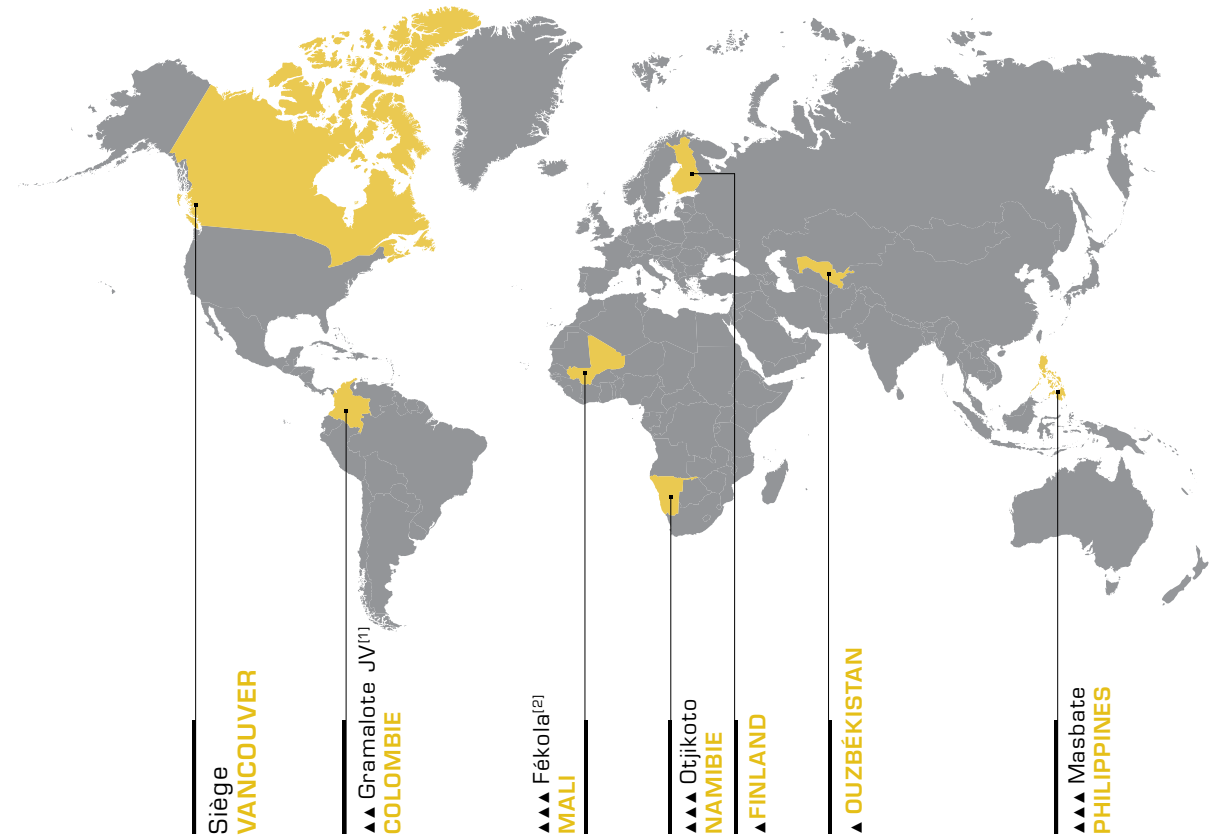 Siège
VANCOUVER
▲▲ Gramalote JV[1]
COLOMBIE
▲▲▲ Fékola[2]
MALI
▲▲▲ Otjikoto
NAMIBIE
▲ FINLAND
▲ OUZBÉKISTAN
▲▲▲ Masbate
PHILIPPINES